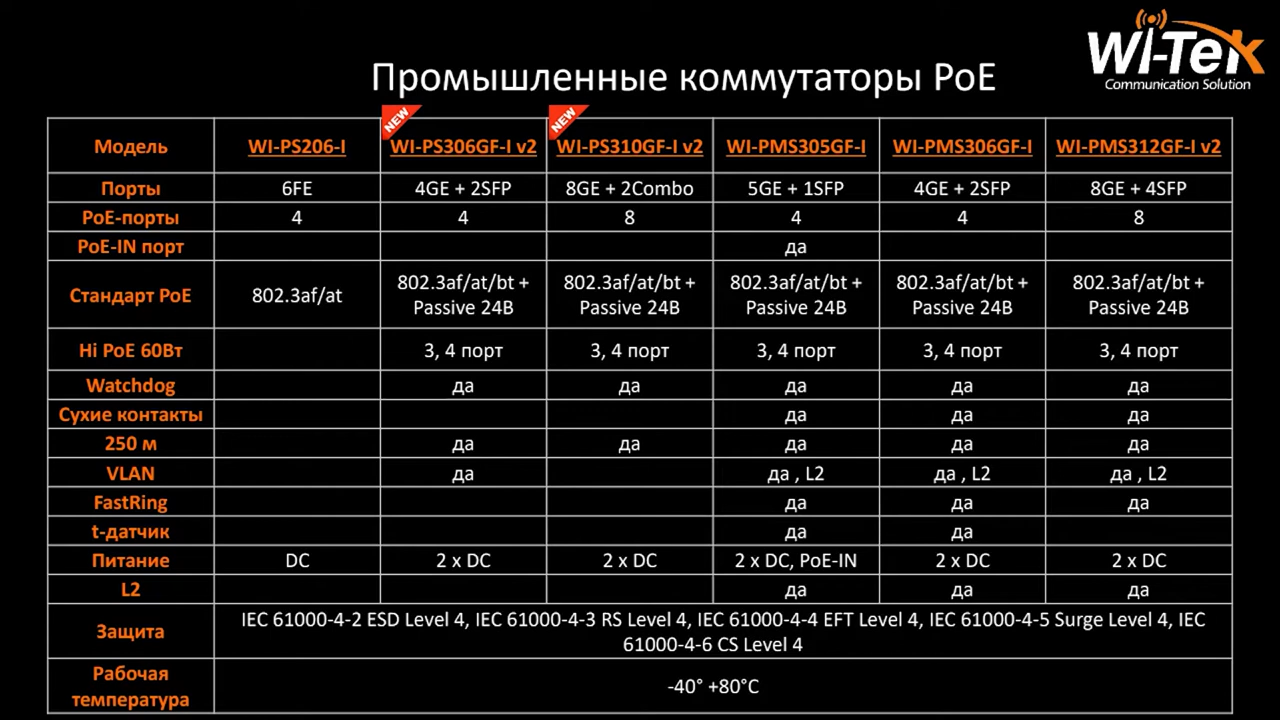 Wi-Tek
Communication Solution
Промышленные коммутаторы PoE
NEW NEW
Модель WI-PS206-I WI-PS306GF-I v2 WI-PS310GF-I v2 WI-PMS305GF-I WI-PMS306GF-I WI-PMS312GF-I v2
Порты 6FE 4GE + 2SFP 8GE + 2Combo 5GE + 1SFP 4GE + 2SFP 8GE + 4SFP
PoE-порты 4 4 8 4 4 8
PoE-IN порт да
Стандарт PoE 802.3af/at 802.3af/at/bt + 802.3af/at/bt + 802.3af/at/bt + 802.3af/at/bt + 802.3af/at/bt +
Passive 24В Passive 24В Passive 24В Passive 24В Passive 24В
Hi PoE 60Вт 3, 4 порт 3, 4 порт 3, 4 порт 3, 4 порт 3, 4 порт
Watchdog да да да да да
Сухие контакты да да да
250 м да да да да да
VLAN да да , L2 да , L2 да , L2
FastRing да да да
t-датчик да да
Питание DC 2 x DC 2 x DC 2 x DC, PoE-IN 2 x DC 2 x DC
L2 да да да
Защита IEC 61000-4-2 ESD Level 4, IEC 61000-4-3 RS Level 4, IEC 61000-4-4 EFT Level 4, IEC 61000-4-5 Surge Level 4, IEC
61000-4-6 CS Level 4
Рабочая
температура -40° +80°C